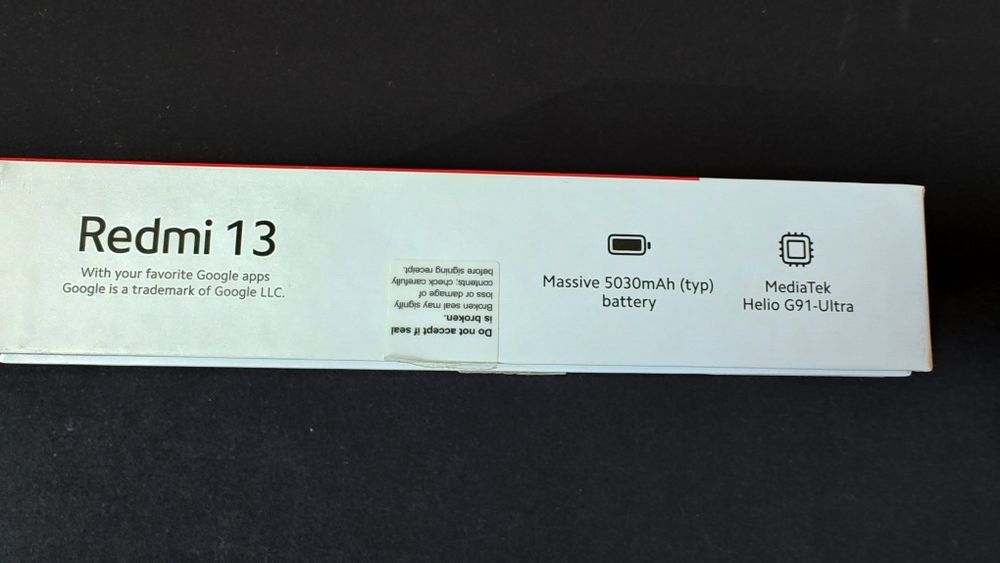 Redmi 13
With your favorite Google apps
Google is a trademark of Google LLC.
Do not accept if seal
is broken.
Broken seal may signify
loss or damage of
contents; check carefully
before signing receipt.
Massive 5030mAh (typ)
battery
MediaTek
Helio G91-Ultra